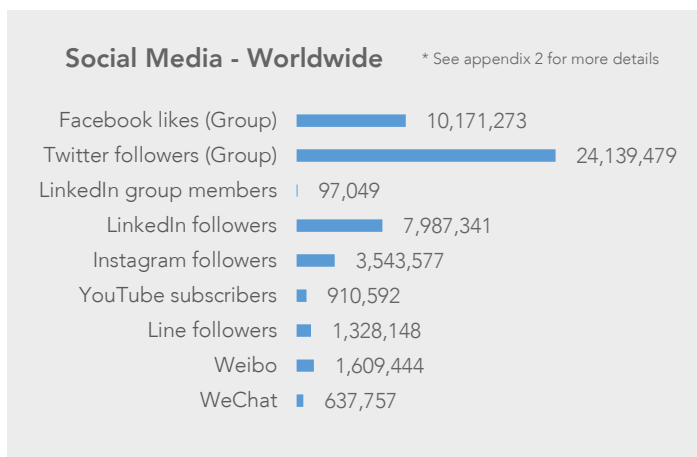 Social Media - Worldwide * See appendix 2 for more details
Facebook likes (Group) 10,171,273
Twitter followers (Group) 24,139,479
LinkedIn group members 97,049
LinkedIn followers 7,987,341
Instagram followers 3,543,577
YouTube subscribers 910,592
Line followers 1,328,148
Weibo 1,609,444
WeChat 637,757